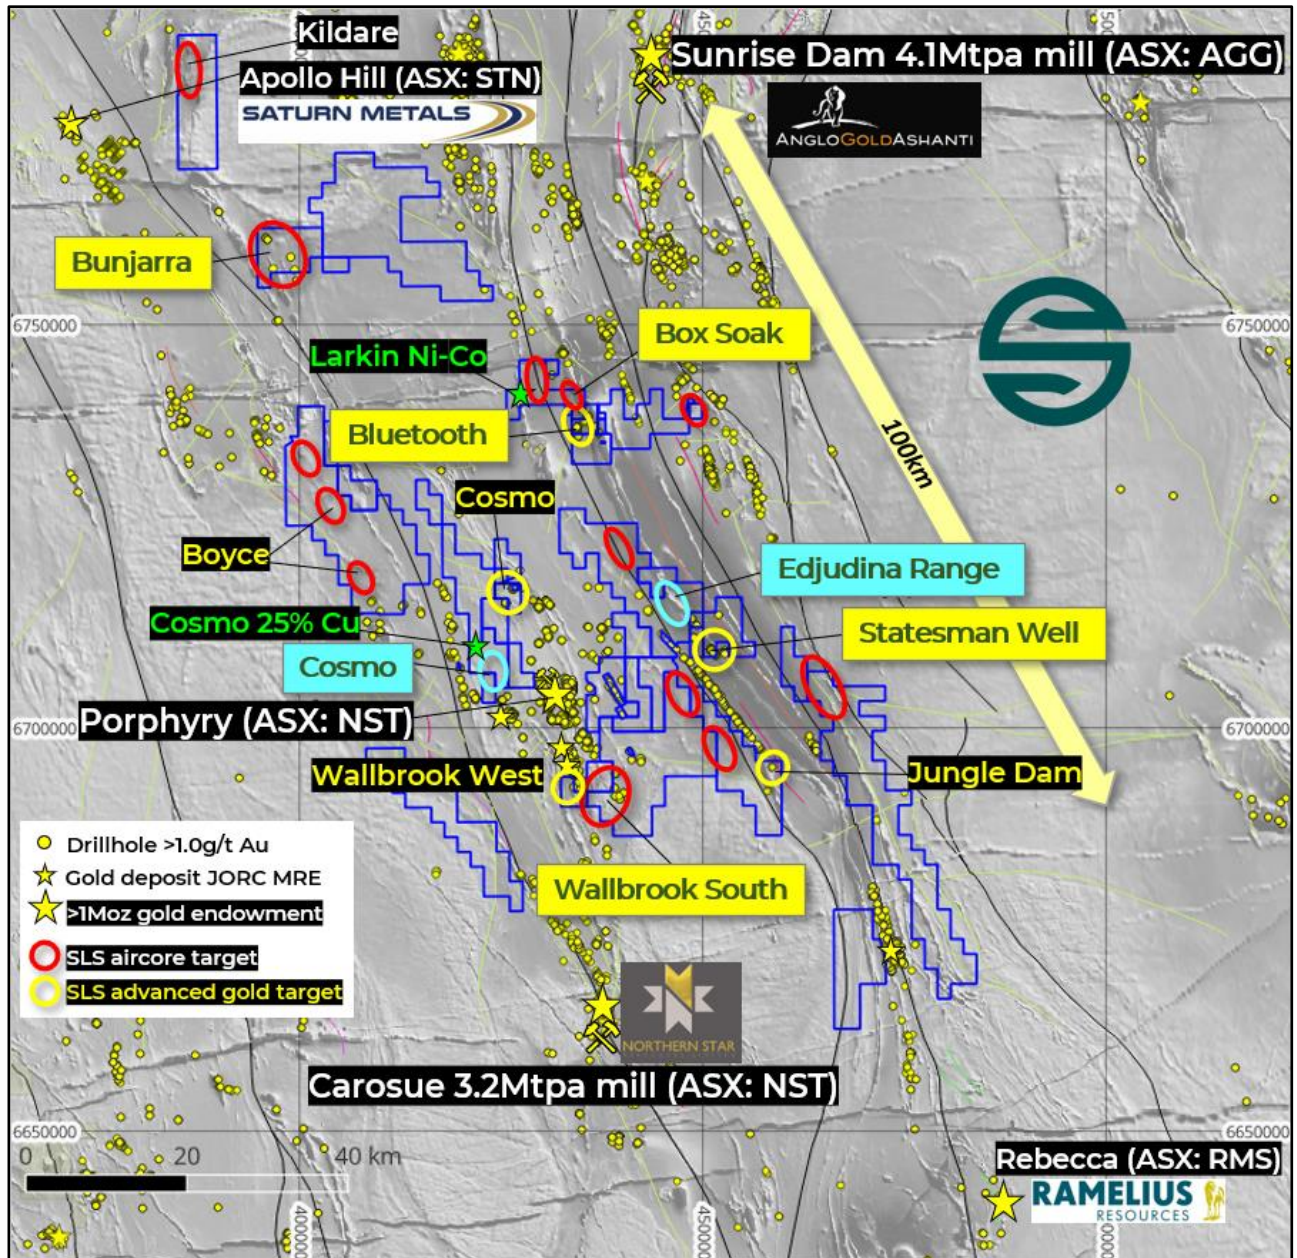 Kildare
Sunrise Dam 4.1Mtpa mill (ASX: AGG)
Apollo Hill (ASX: STN)
SATURN METALS
ANGLOGOLDASHANTI
Bunjarra
6750000
6750000
Box Soak
Larkin Ni-Co
Bluetooth
100km
Cosmo
Boyce
Edjudina Range
Cosmo 25% Cu
Statesman Well
Cosmo
Porphyry (ASX: NST)
6700000
6700000
Wallbrook West
Jungle Dam
Drillhole >1.0g/t Au
Gold deposit JORC MRE
>1Moz gold endowment
SLS aircore target
SLS advanced gold target
Wallbrook South
NORTHERN STAR
Carosue 3.2Mtpa mill (ASX: NST)
6650000
6650000
0 20 40 km
Rebecca (ASX: RMS)
RAMELIUS
RESOURCES